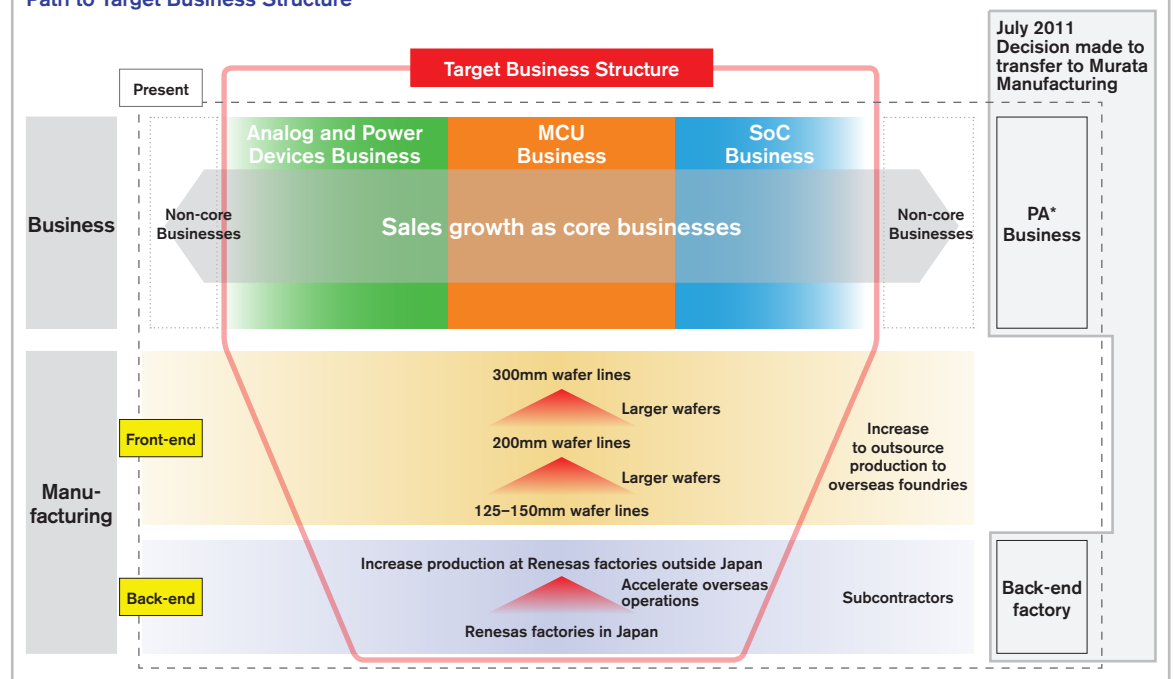 Path to Target Business Structure
July 2011
Decision made to
transfer to Murata
Manufacturing
Target Business Structure
Present
Analog and Power
Devices Business
MCU
Business
SoC
Business
Business
Non-core
Businesses
Sales growth as core businesses
Non-core
Businesses
PA*
Business
Manu-
facturing
Front-end
300mm wafer lines
Larger wafers
200mm wafer lines
Larger wafers
125–150mm wafer lines
Increase
to outsource
production to
overseas foundries
Back-end
Increase production at Renesas factories outside Japan
Accelerate overseas
operations
Renesas factories in Japan
Subcontractors
Back-end
factory